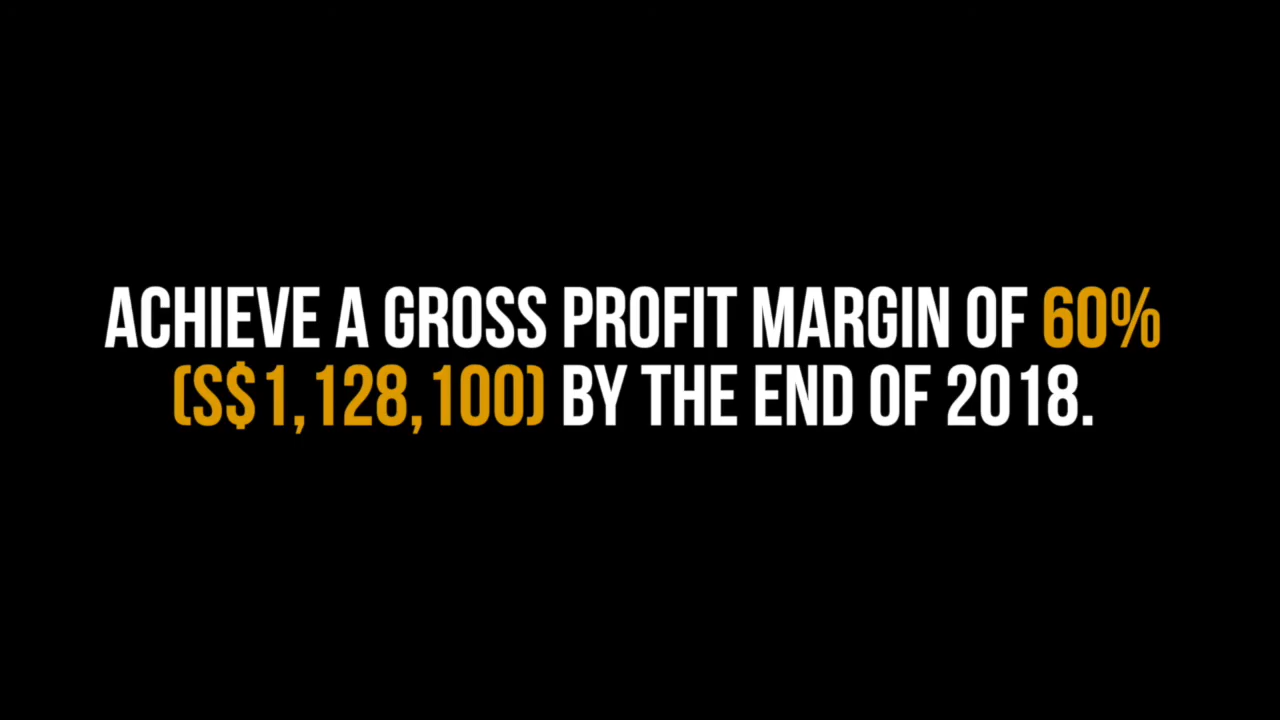 ACHIEVE A GROSS PROFIT MARGIN OF 60%
(S$1,128,100) BY THE END OF 2018.